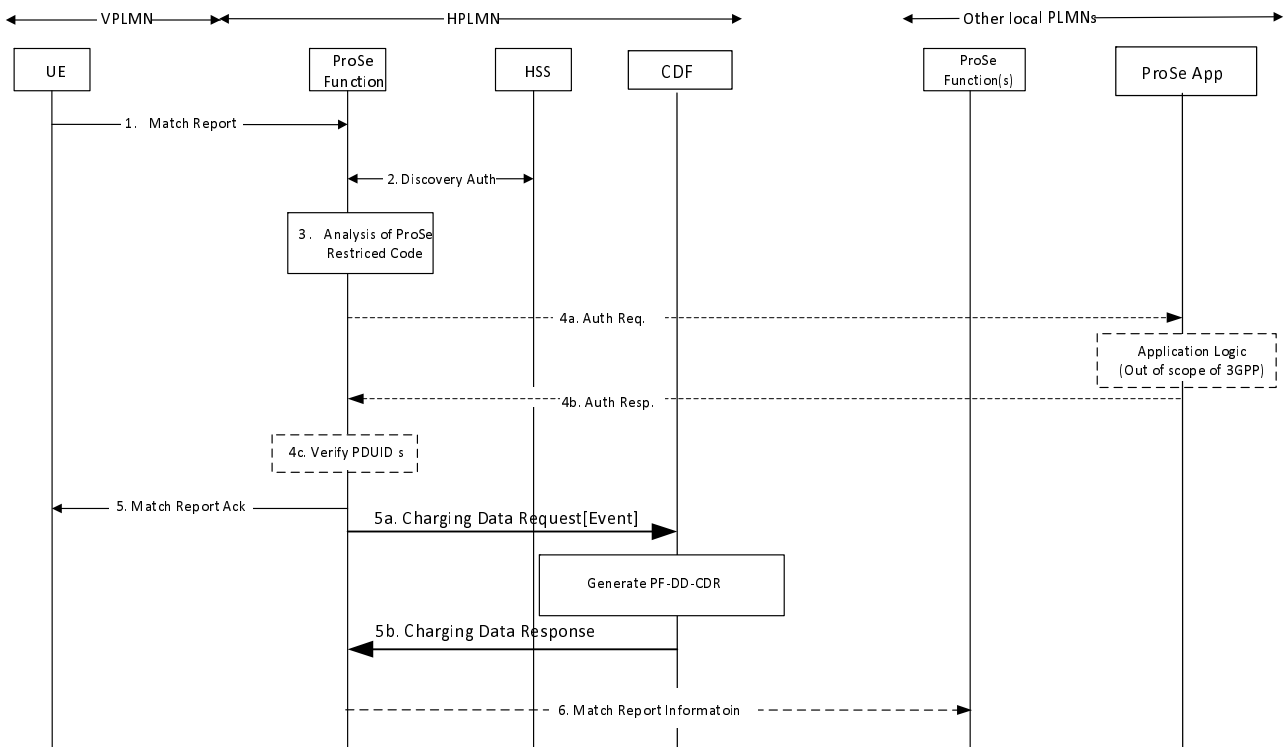 VPLMN
HPLMN
Other local PLMNs
UE
ProSe
Function
HSS
CDF
ProSe
Function(s)
ProSe App
1. Match Report
2. Discovery Auth
3. Analysis of ProSe
Restriced Code
4a. Auth Req.
Application Logic
(Out of scope of 3GPP)
4b. Auth Resp.
4c. Verify PDUID s
5. Match Report Ack
5a. Charging Data Request[Event]
Generate PF-DD-CDR
5b. Charging Data Response
6. Match Report Informatoin